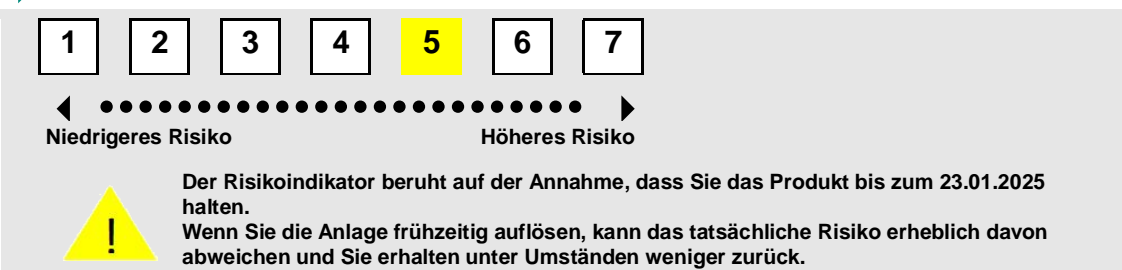 1 2 3 4 5 6 7
Niedrigeres Risiko Höheres Risiko
Der Risikoindikator beruht auf der Annahme, dass Sie das Produkt bis zum 23.01.2025
halten.
! Wenn Sie die Anlage frühzeitig auflösen, kann das tatsächliche Risiko erheblich davon
abweichen und Sie erhalten unter Umständen weniger zurück.